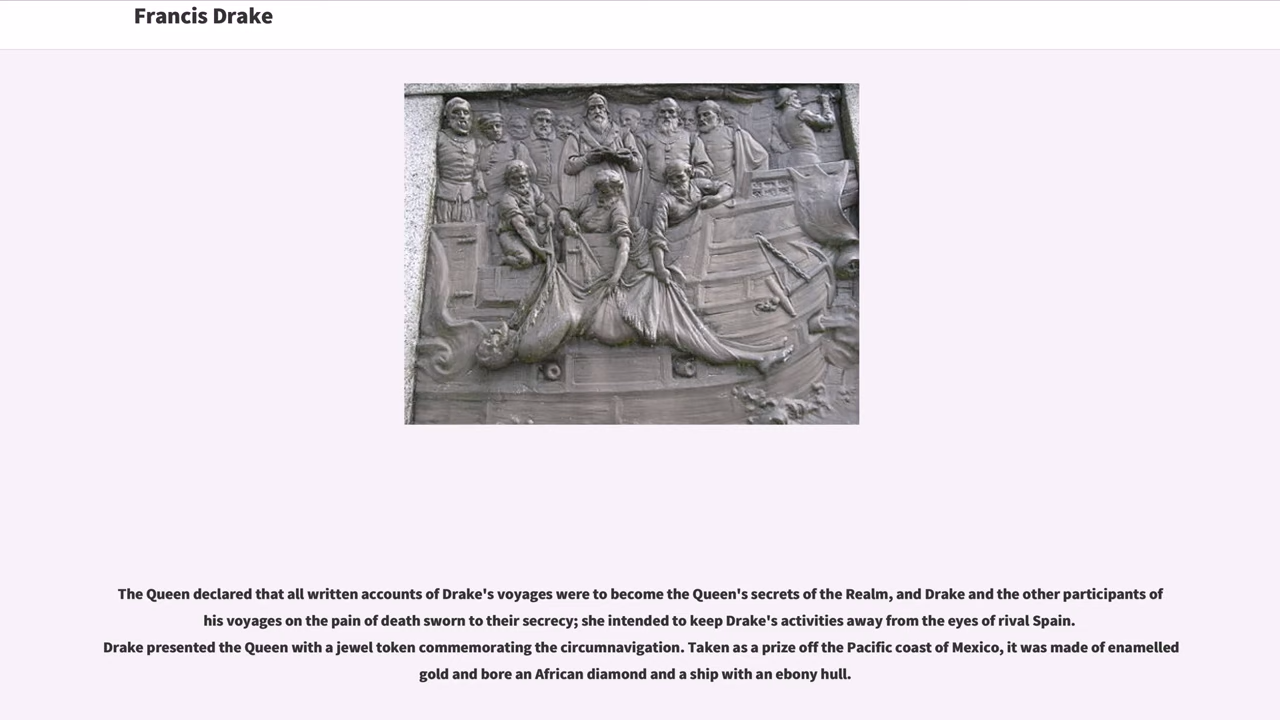 Francis Drake
The Queen declared that all written accounts of Drake's voyages were to become the Queen's secrets of the Realm, and Drake and the other participants of
his voyages on the pain of death sworn to their secrecy; she intended to keep Drake's activities away from the eyes of rival Spain.
Drake presented the Queen with a jewel token commemorating the circumnavigation. Taken as a prize off the Pacific coast of Mexico, it was made of enamelled
gold and bore an African diamond and a ship with an ebony hull.